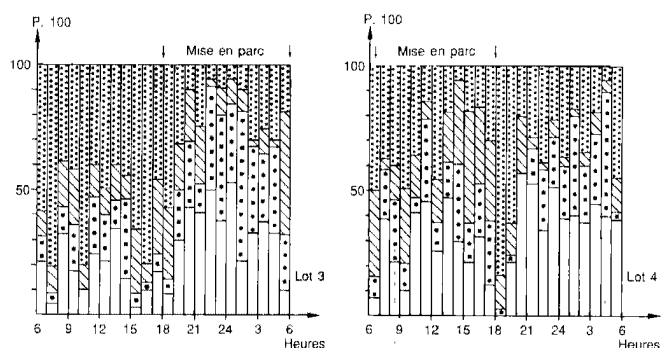 P. 100
Mise en parc
100
50
Lot 3
6 9 12 15 18 21 24 3 6
Heures
P. 100
Mise en parc
100
50
Lot 4
6 9 12 15 18 21 24 3 6
Heures